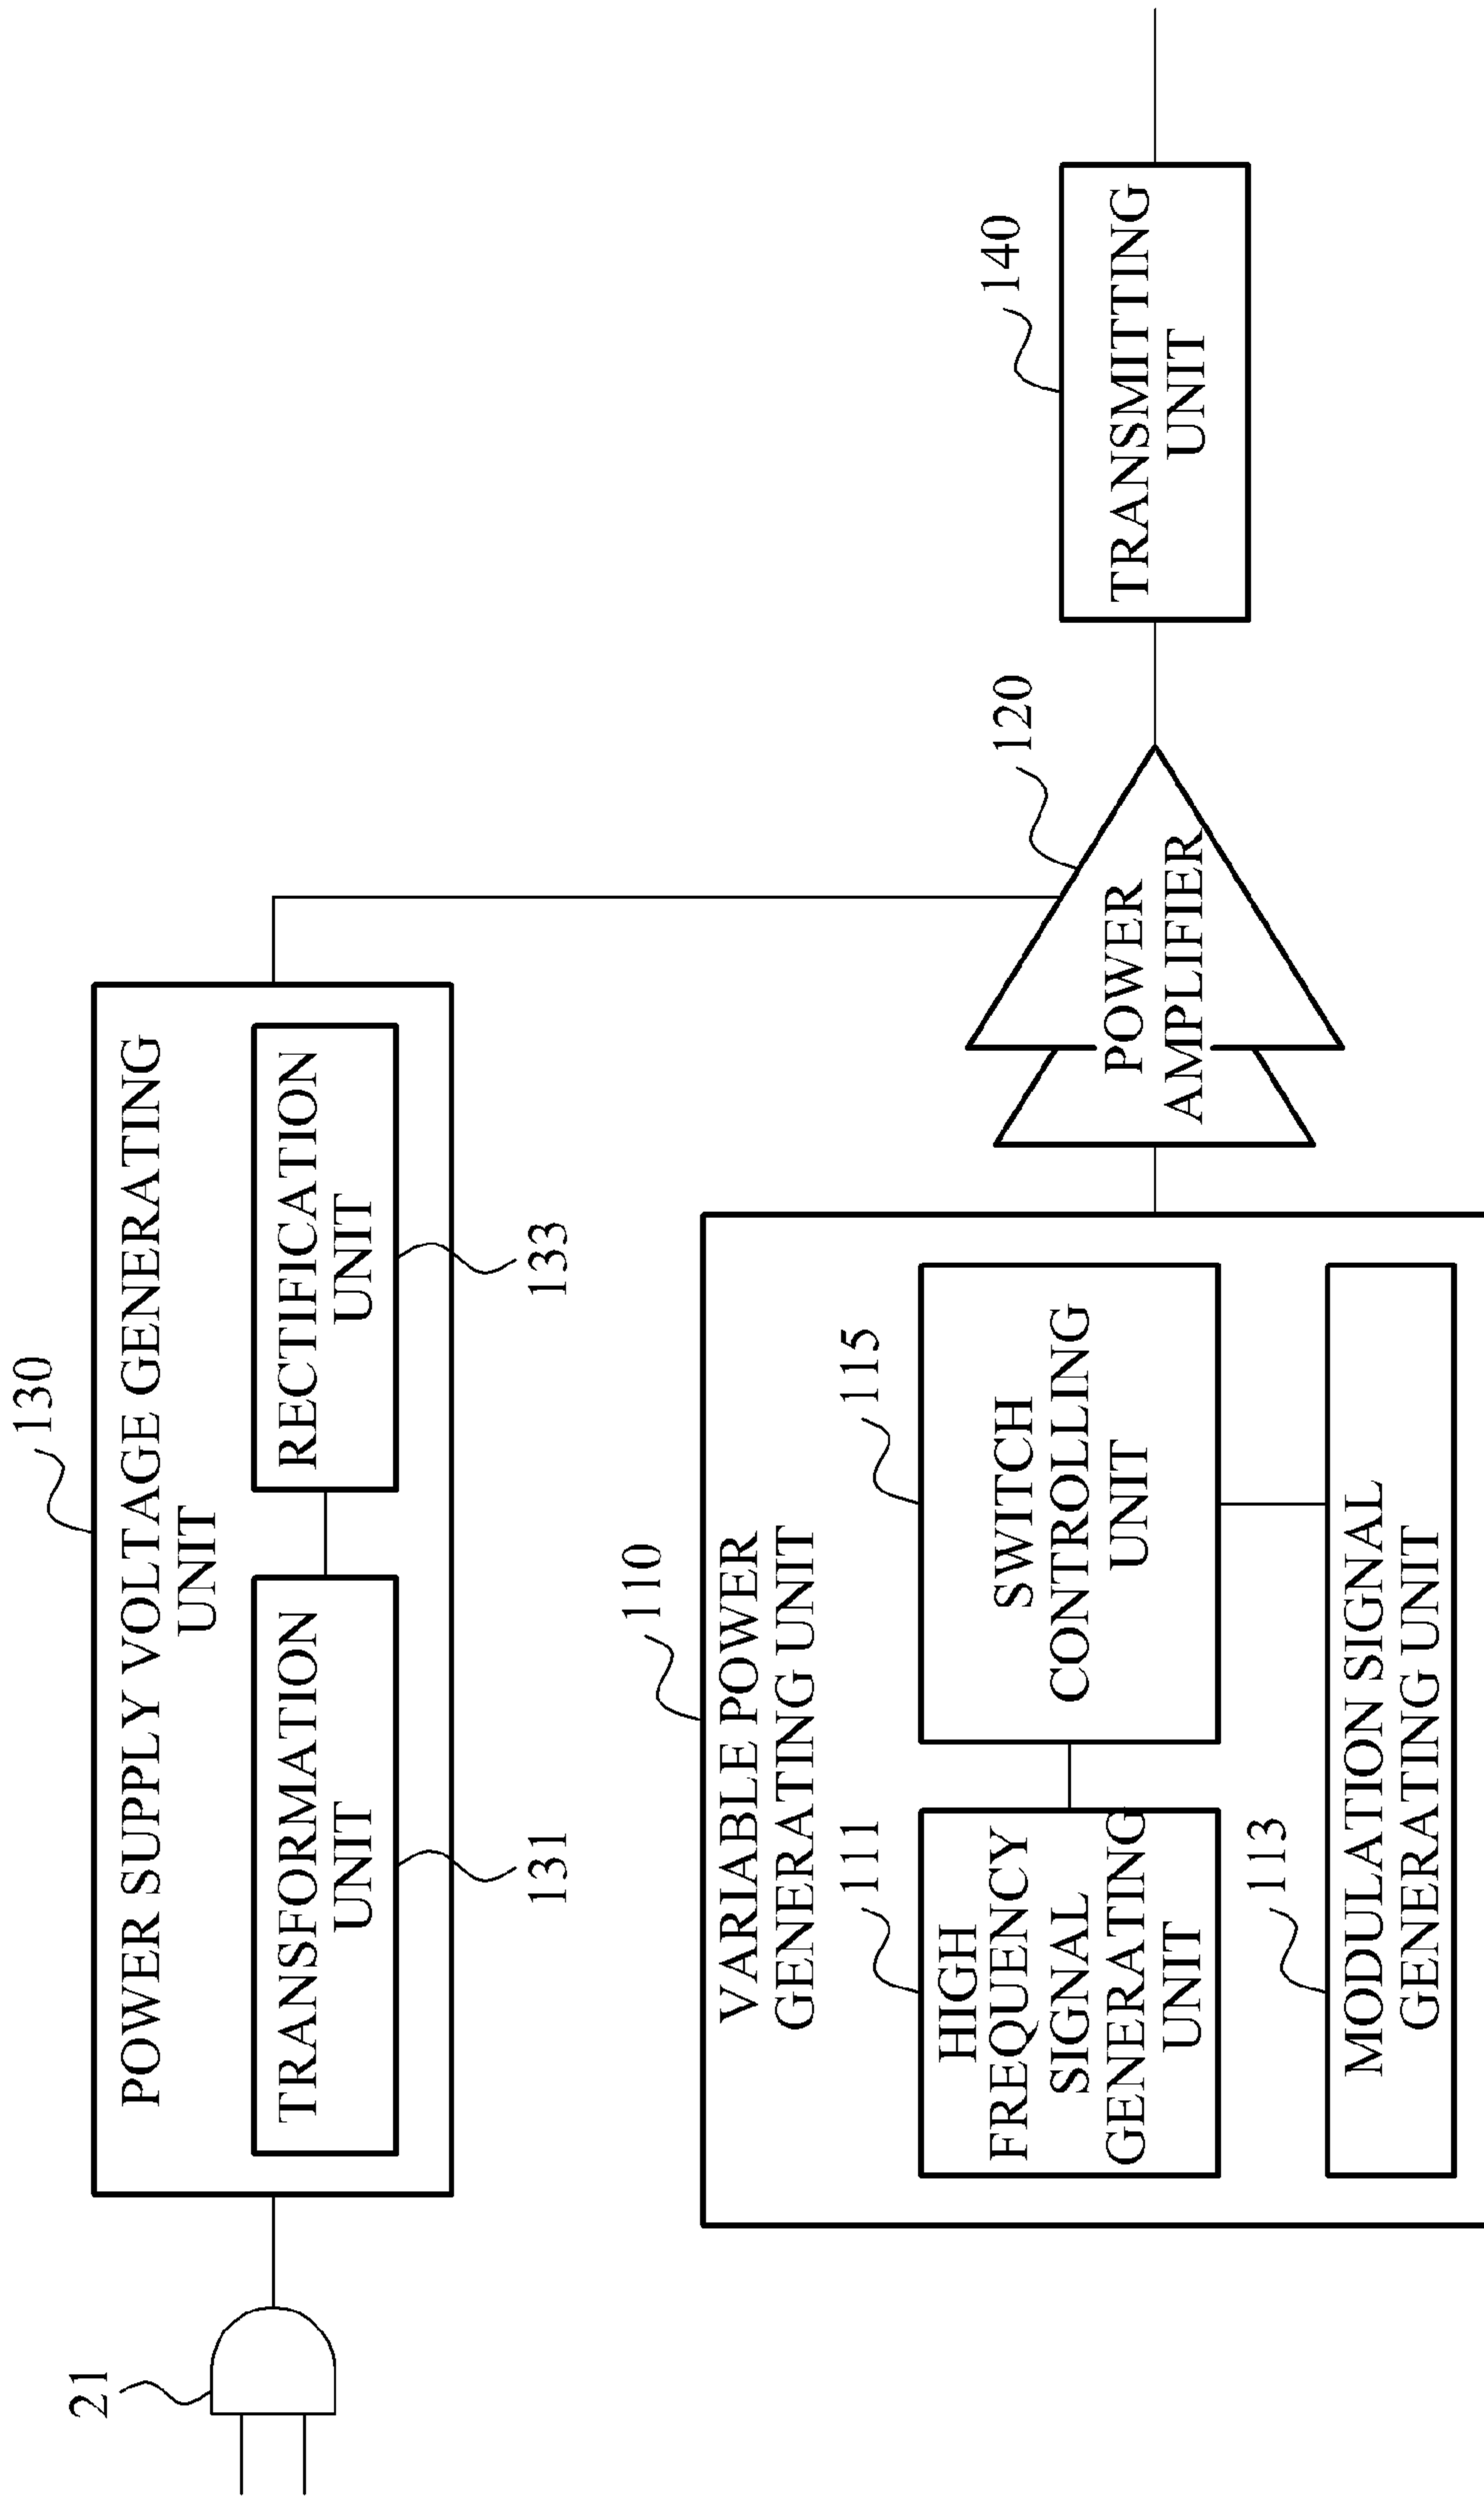 21
130
POWER SUPPLY VOLTAGE GENERATING
UNIT
TRANSFORMATION
UNIT
131
RECTIFICATION
UNIT
133
110
VARIABLE POWER
GENERATING UNIT
111
HIGH
FREQUENCY
SIGNAL
GENERATING
UNIT
115
SWITCH
CONTROLLING
UNIT
113
MODULATION SIGNAL
GENERATING UNIT
120
POWER
AMPLIFIER
140
TRANSMITTING
UNIT